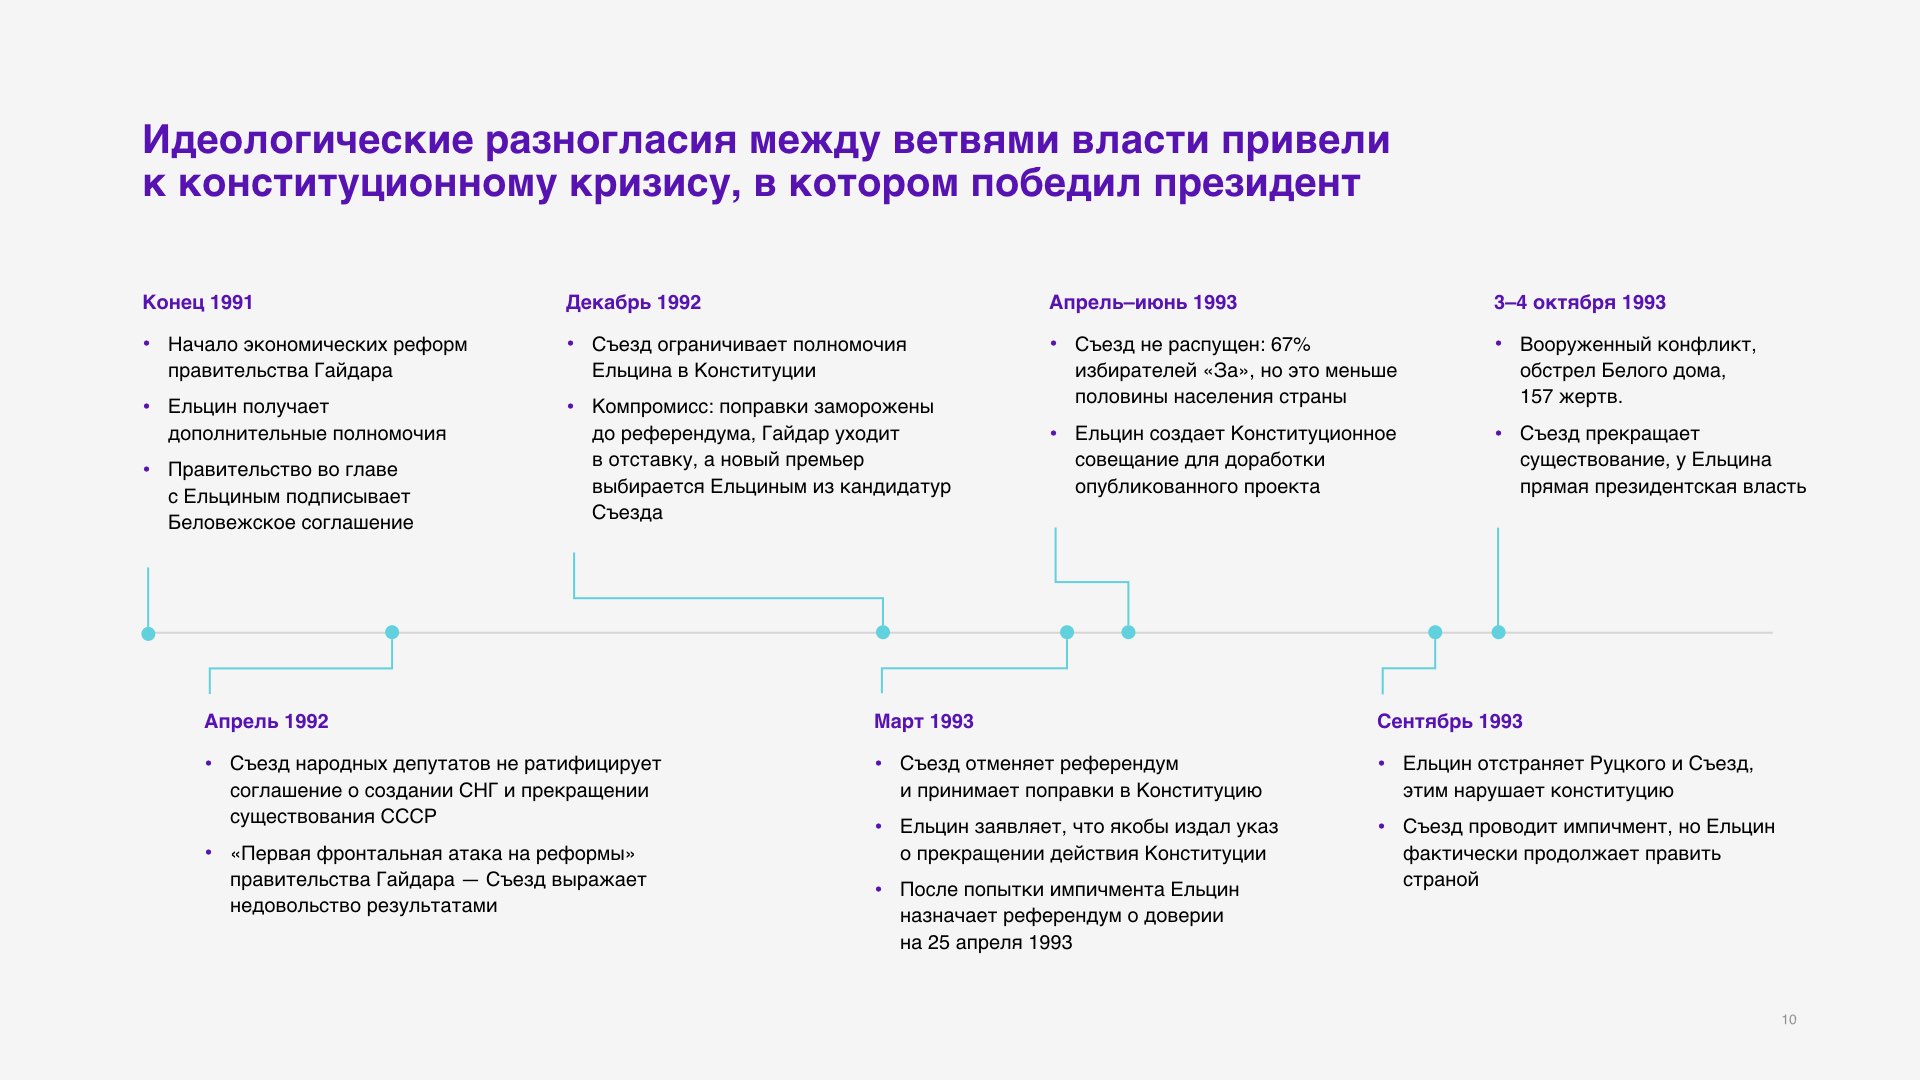 Идеологические разногласия между ветвями власти привели
к конституционному кризису, в котором победил президент
Конец 1991
• Начало экономических реформ
правительства Гайдара
• Ельцин получает
дополнительные полномочия
• Правительство во главе
с Ельциным подписывает
Беловежское соглашение
Декабрь 1992
• Съезд ограничивает полномочия
Ельцина в Конституции
• Компромисс: поправки заморожены
до референдума, Гайдар уходит
в отставку, а новый премьер
выбирается Ельциным из кандидатур
Съезда
Апрель–июнь 1993
• Съезд не распущен: 67%
избирателей «За», но это меньше
половины населения страны
• Ельцин создает Конституционное
совещание для доработки
опубликованного проекта
3–4 октября 1993
• Вооруженный конфликт,
обстрел Белого дома,
157 жертв.
• Съезд прекращает
существование, у Ельцина
прямая президентская власть
Апрель 1992
• Съезд народных депутатов не ратифицирует
соглашение о создании СНГ и прекращении
существования СССР
• «Первая фронтальная атака на реформы»
правительства Гайдара — Съезд выражает
недовольство результатами
Март 1993
• Съезд отменяет референдум
и принимает поправки в Конституцию
• Ельцин заявляет, что якобы издал указ
о прекращении действия Конституции
• После попытки импичмента Ельцин
назначает референдум о доверии
на 25 апреля 1993
Сентябрь 1993
• Ельцин отстраняет Руцкого и Съезд,
этим нарушает конституцию
• Съезд проводит импичмент, но Ельцин
фактически продолжает править
страной
10